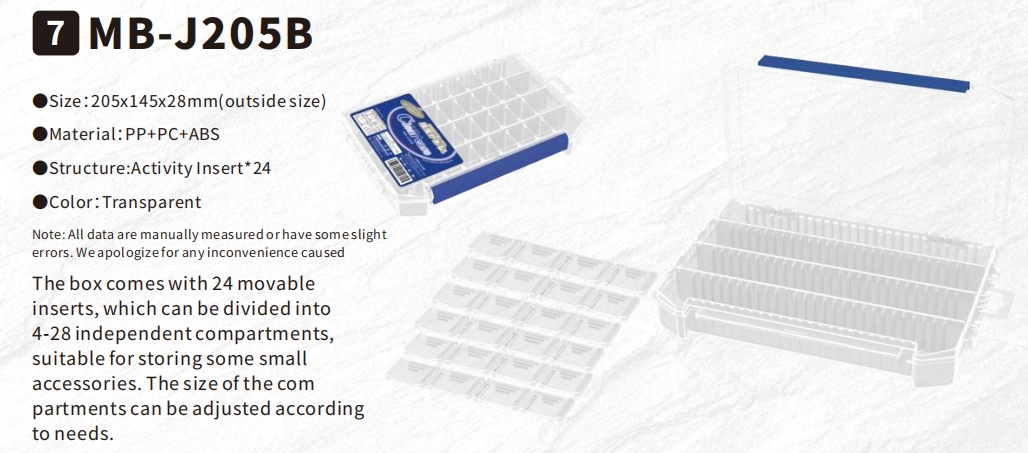 7 MB-J205B
●Size：205x145x28mm(outside size)
●Material：PP+PC+ABS
●Structure:Activity Insert*24
●Color：Transparent
Note: All data are manually measured or have some slight
errors. We apologize for any inconvenience caused
The box comes with 24 movable
inserts, which can be divided into
4-28 independent compartments,
suitable for storing some small
accessories. The size of the com
partments can be adjusted according
to needs.